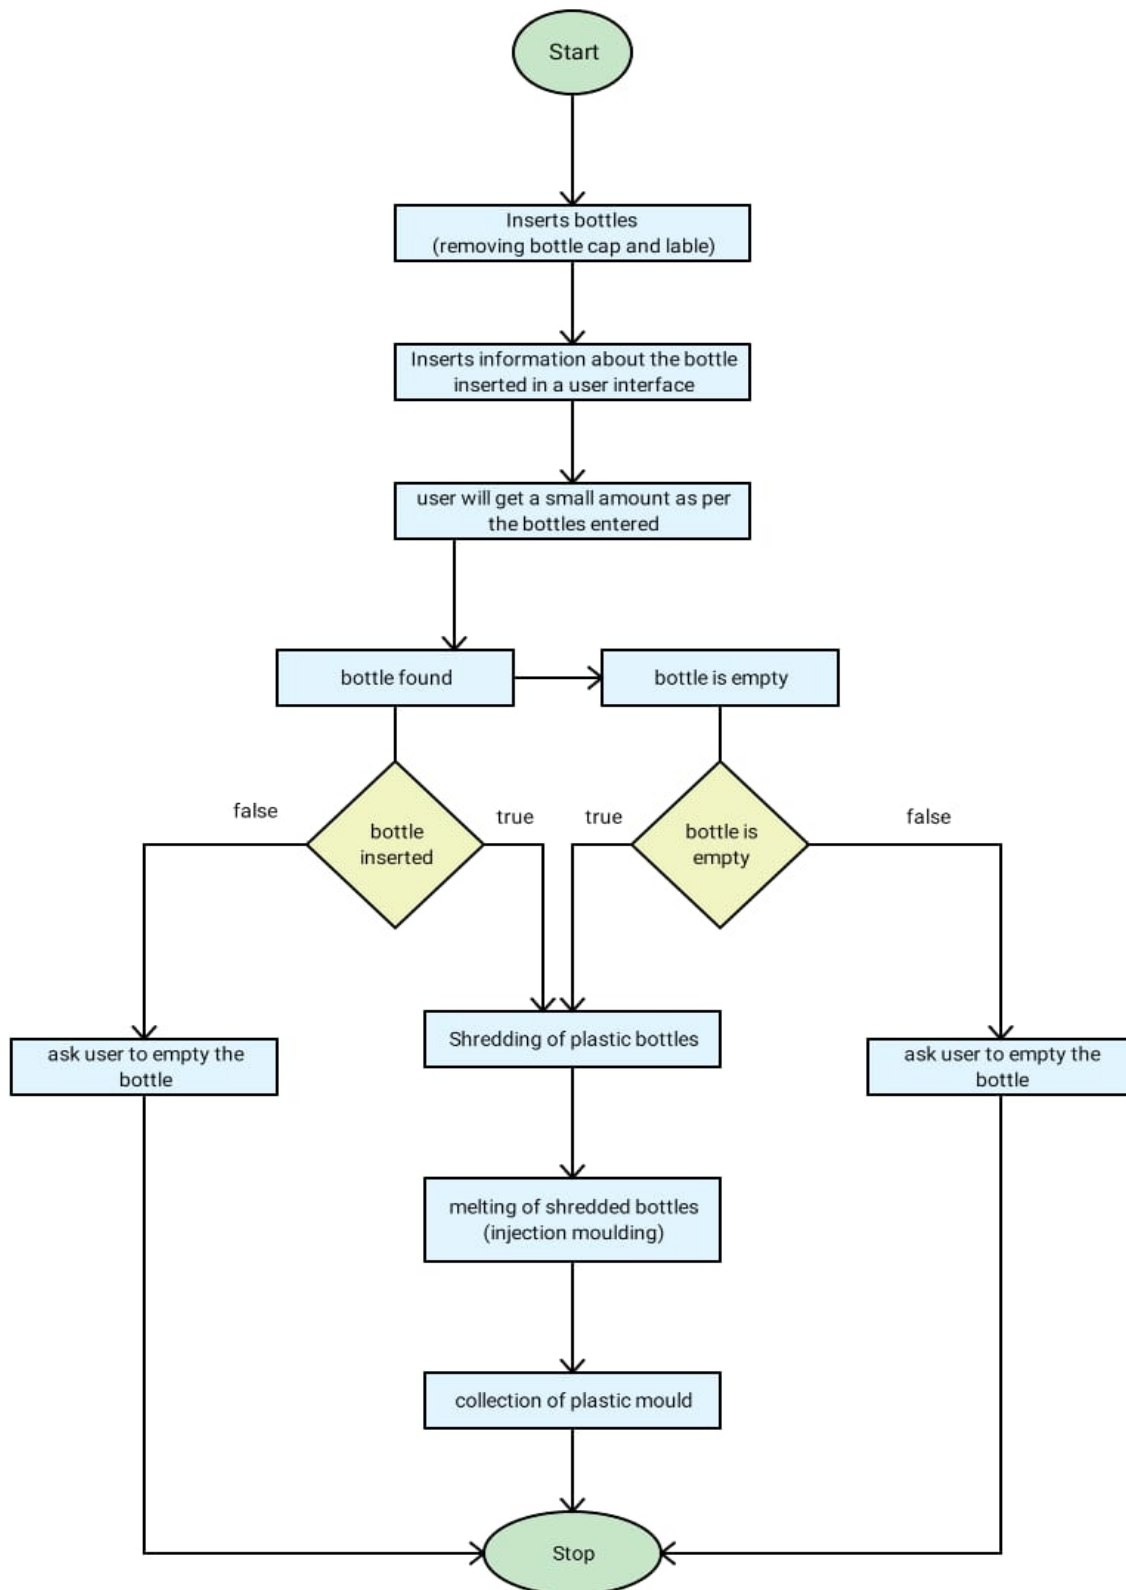 Start
Inserts bottles
(removing bottle cap and lable)
Inserts information about the bottle
inserted in a user interface
user will get a small amount as per
the bottles entered
bottle found
bottle is empty
false
bottle
inserted
true
true
bottle is
empty
false
ask user to empty the
bottle
Shredding of plastic bottles
ask user to empty the
bottle
melting of shredded bottles
(injection moulding)
collection of plastic mould
Stop